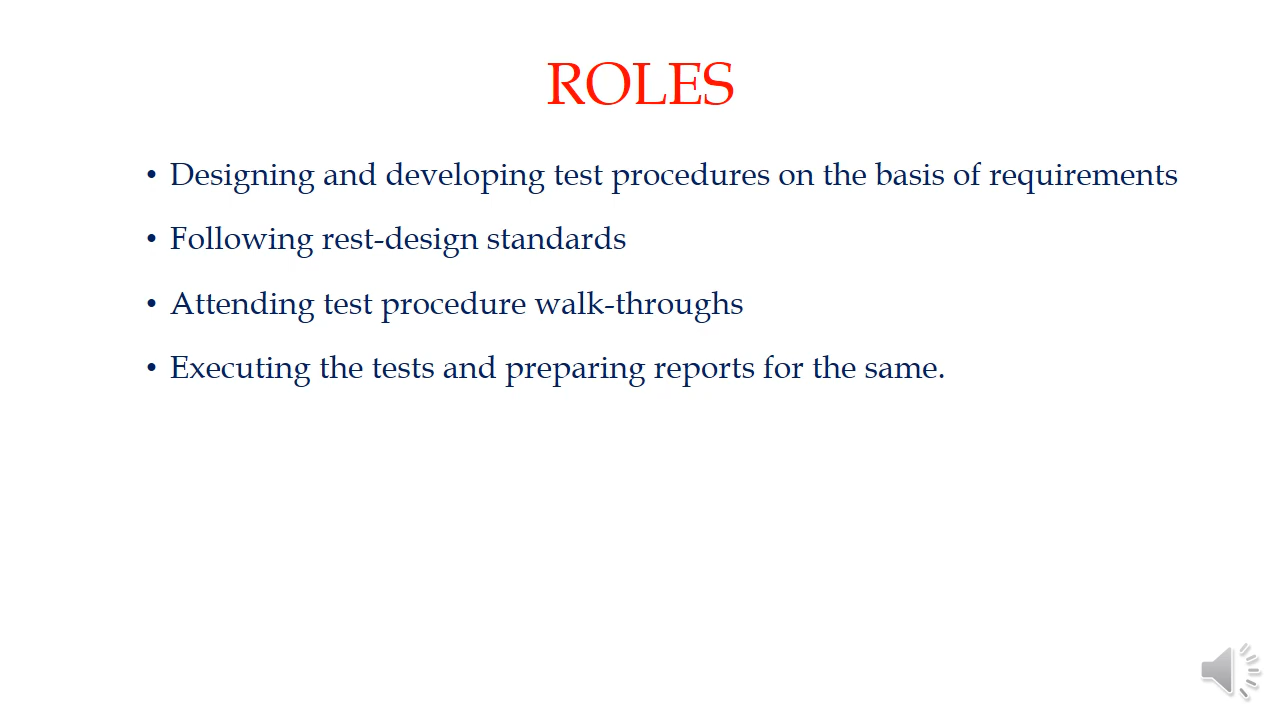 ROLES
• Designing and developing test procedures on the basis of requirements
• Following rest-design standards
• Attending test procedure walk-throughs
• Executing the tests and preparing reports for the same.